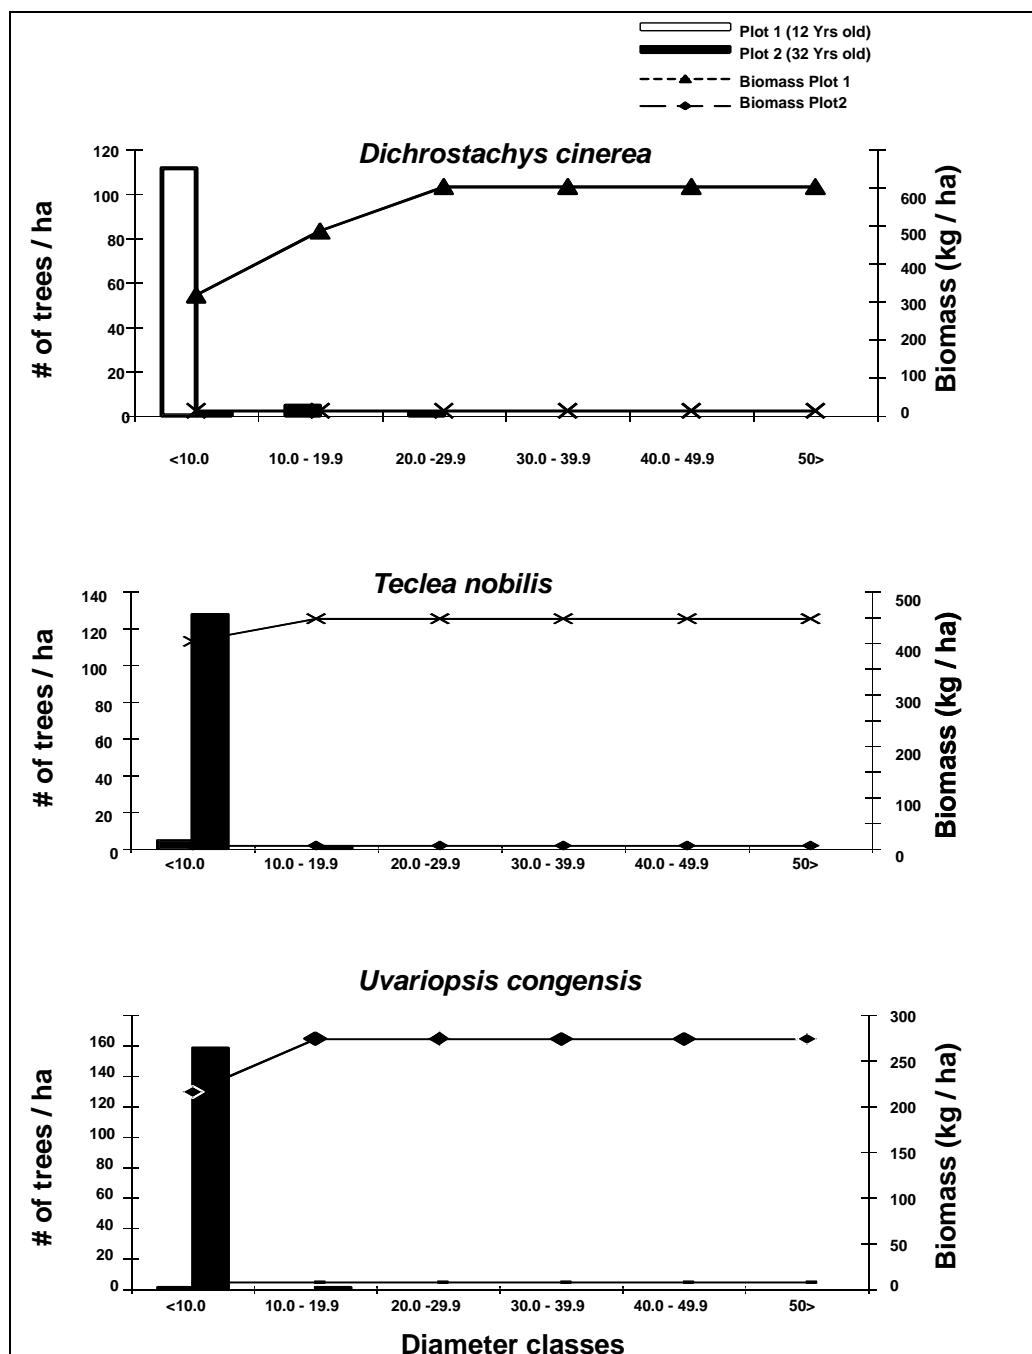 Plot 1 (12 Yrs old)
Plot 2 (32 Yrs old)
Biomass Plot 1
Biomass Plot2
Dichrostachys cinerea
# of trees / ha
120
100
80
60
40
20
0
600
500
400
300
200
100
0
Biomass (kg / ha)
<10.0 10.0 - 19.9 20.0 -29.9 30.0 - 39.9 40.0 - 49.9 50>
Teclea nobilis
# of trees / ha
140
120
100
80
60
40
20
0
500
400
300
200
100
0
Biomass (kg / ha)
<10.0 10.0 - 19.9 20.0 -29.9 30.0 - 39.9 40.0 - 49.9 50>
Uvariopsis congensis
# of trees / ha
160
140
120
100
80
60
40
20
0
300
250
200
150
100
50
0
Biomass (kg / ha)
<10.0 10.0 - 19.9 20.0 -29.9 30.0 - 39.9 40.0 - 49.9 50>
Diameter classes